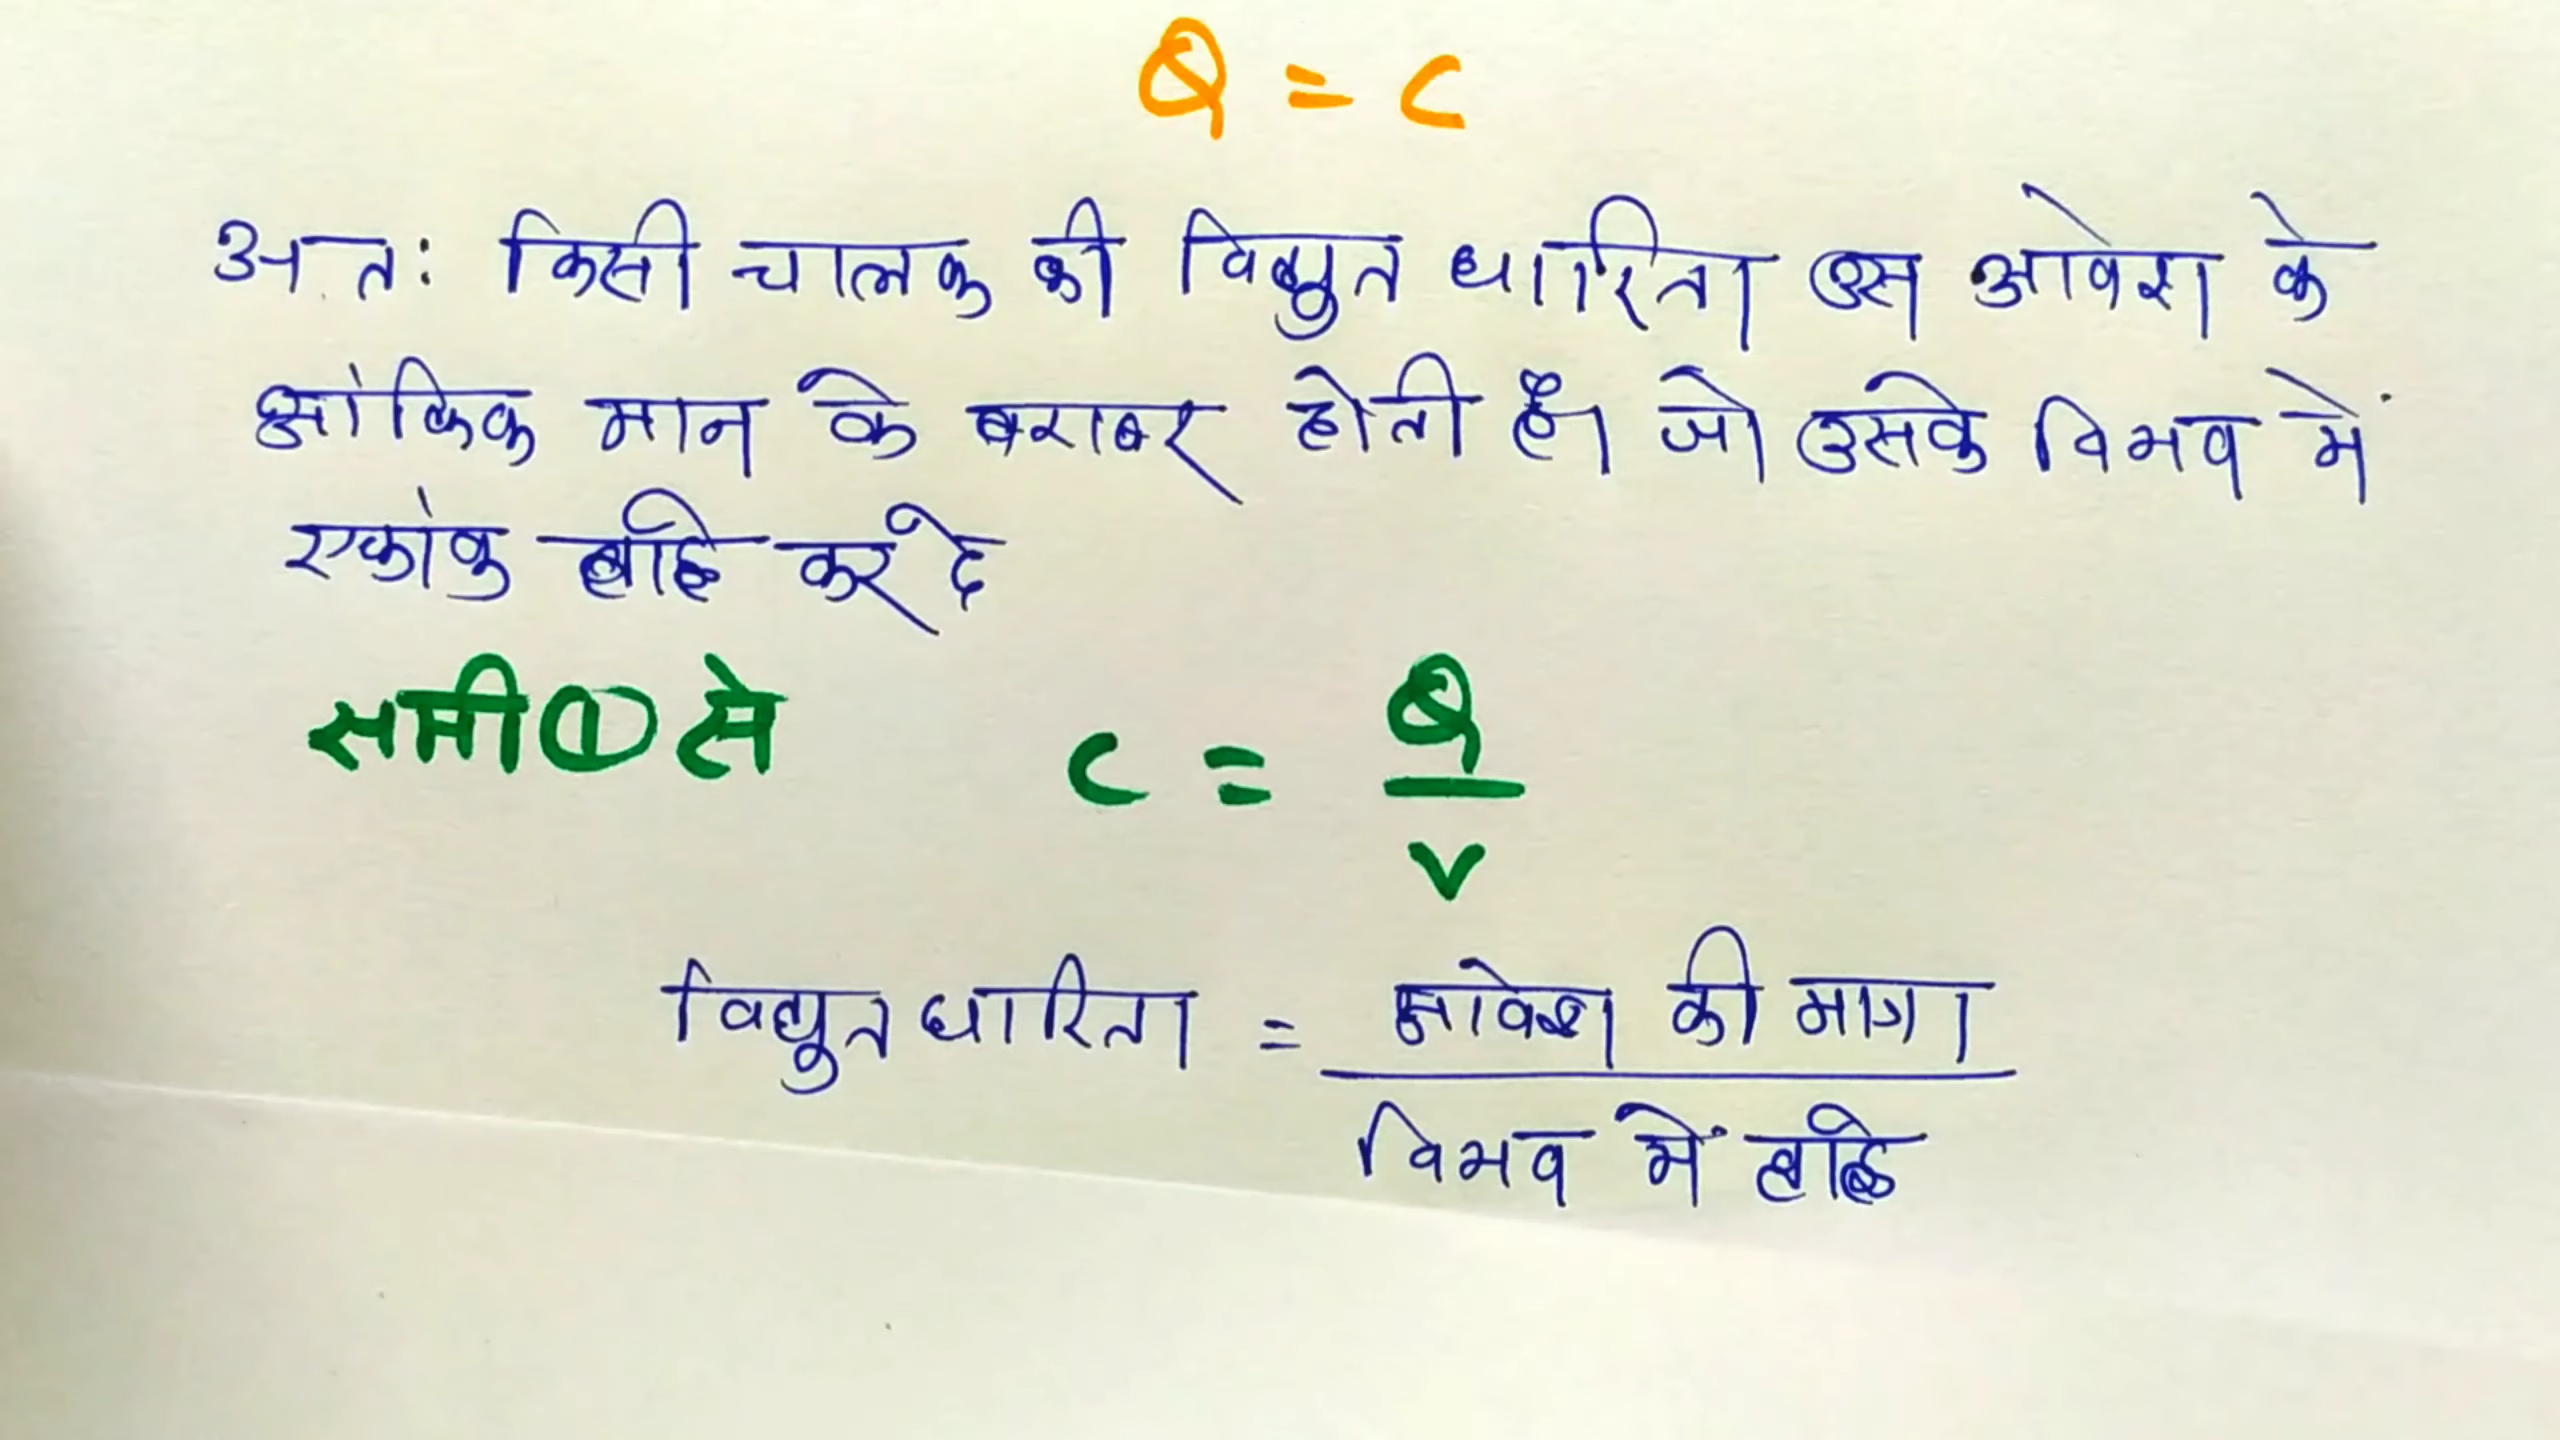 Q = C
अतः किसी चालक की विद्युत धारिता उस आवेश के
आंकिक मान के बराबर होती है। जो उसके विभव में
एकांक वृद्धि कर दे
समी ① से C = Q / V
विद्युत धारिता = आवेश की मात्रा / विभव में वृद्धि